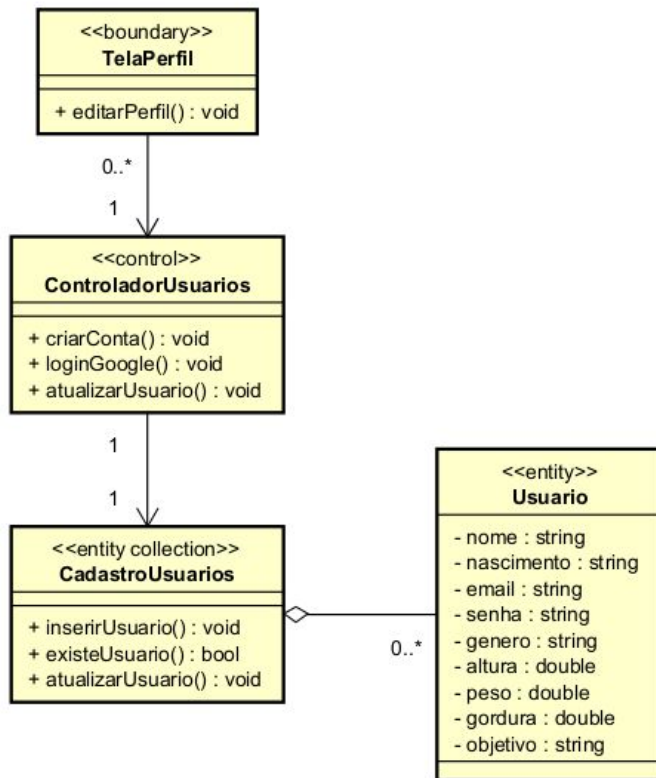 <<boundary>>
TelaPerfil
+ editarPerfil() : void
0..*
1
<<control>>
ControladorUsuarios
+ criarConta() : void
+ loginGoogle() : void
+ atualizarUsuario() : void
1
1
<<entity collection>>
CadastroUsuarios
+ inserirUsuario() : void
+ existeUsuario() : bool
+ atualizarUsuario() : void
0..*
<<entity>>
Usuario
- nome : string
- nascimento : string
- email : string
- senha : string
- genero : string
- altura : double
- peso : double
- gordura : double
- objetivo : string